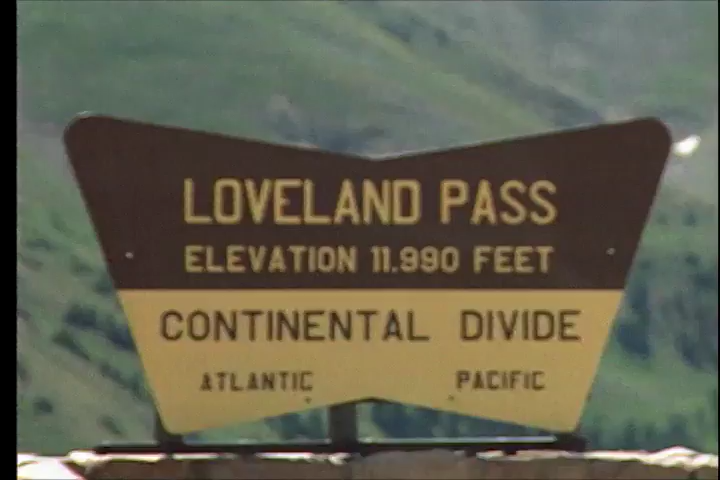 LOVELAND PASS
ELEVATION 11.990 FEET
CONTINENTAL DIVIDE
ATLANTIC PACIFIC